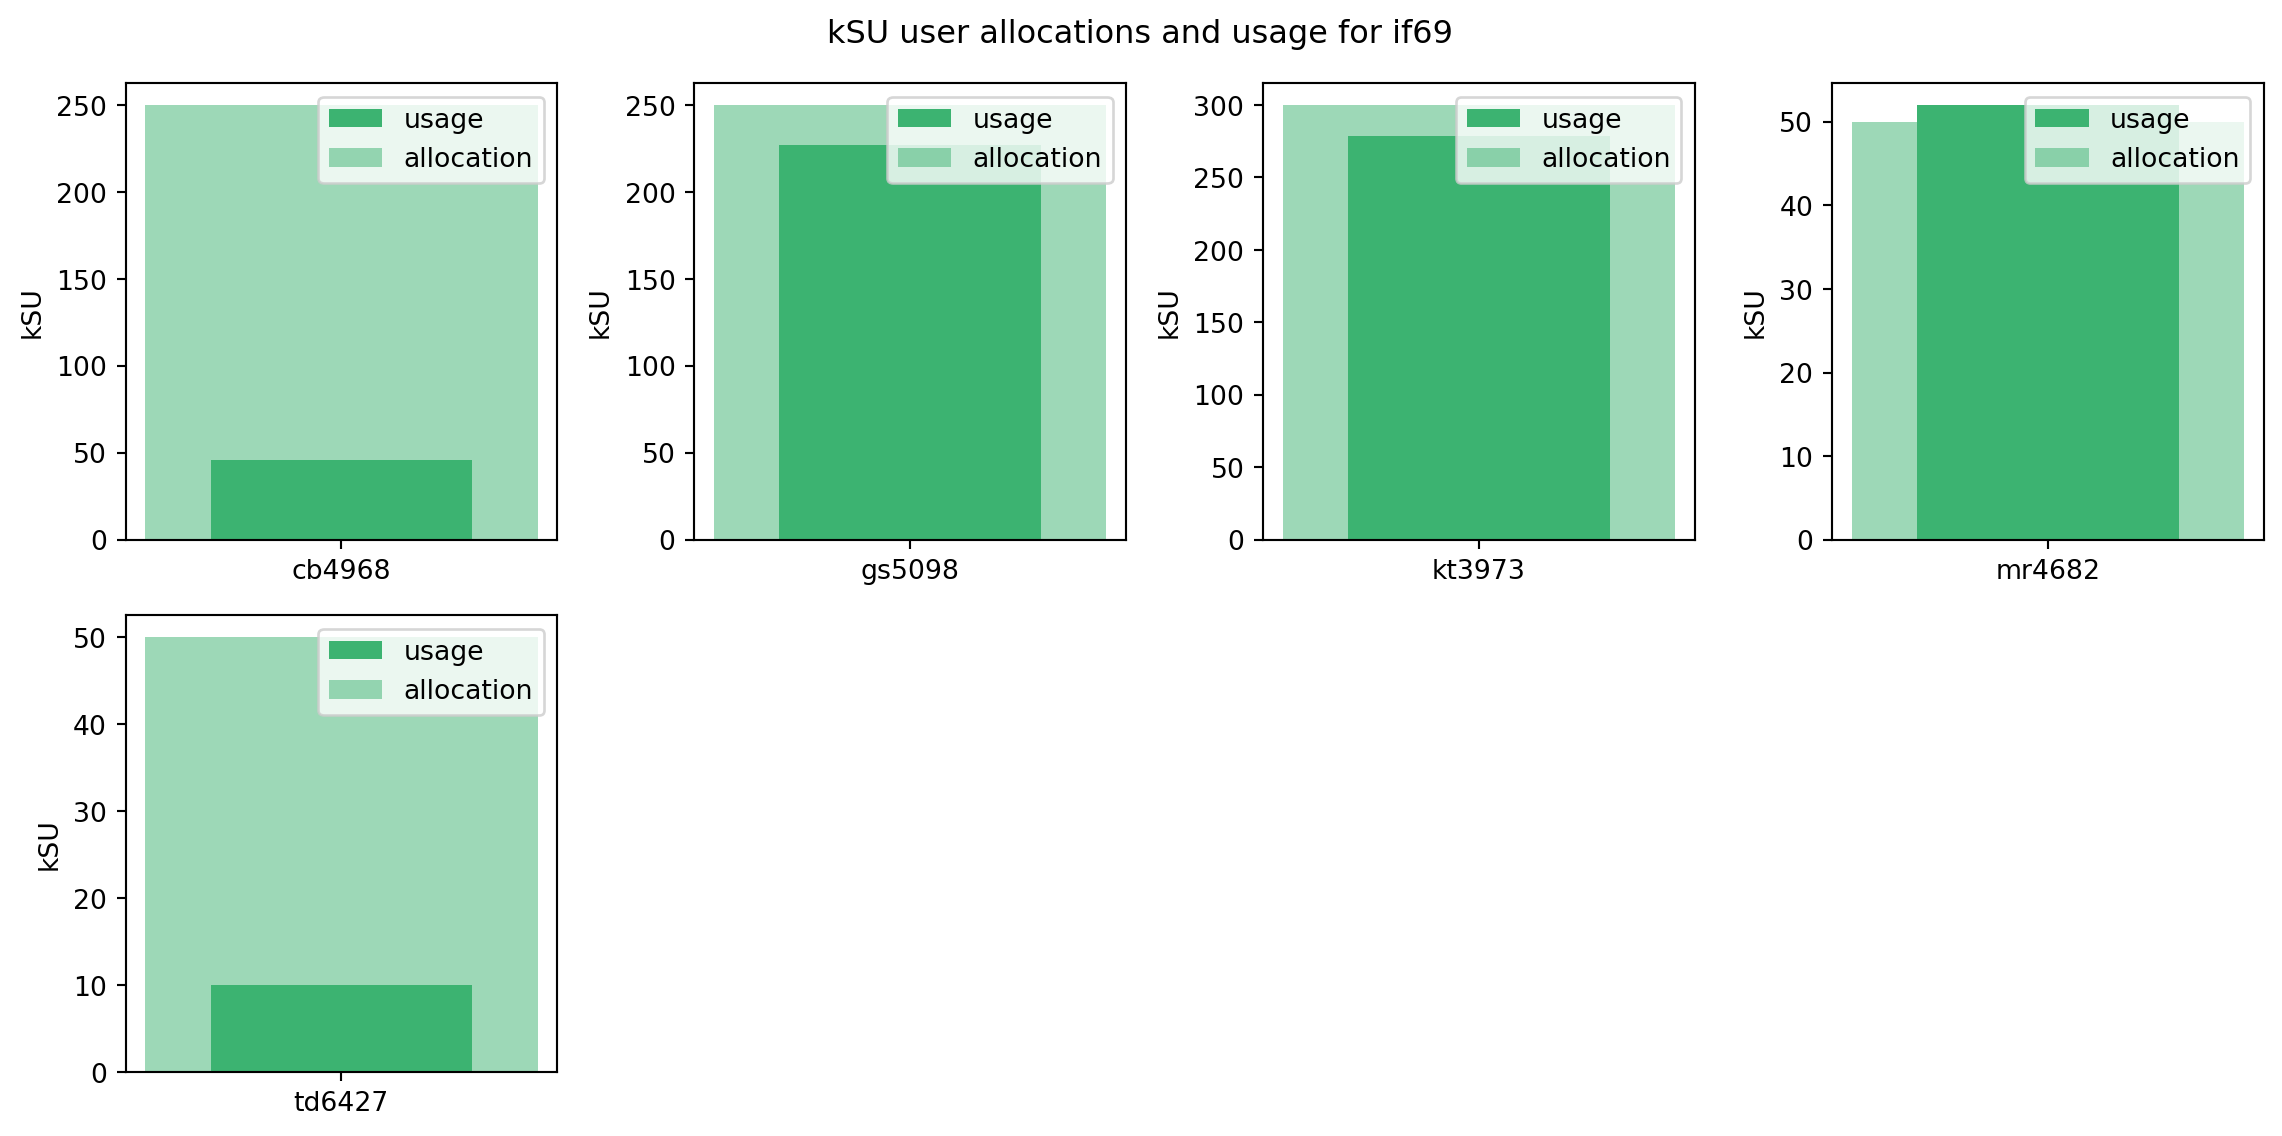 kSU user allocations and usage for if69
250
200
150
100
50
0
kSU
usage
allocation
cb4968
250
200
150
100
50
0
kSU
usage
allocation
gs5098
300
250
200
150
100
50
0
kSU
usage
allocation
kt3973
50
40
30
20
10
0
kSU
usage
allocation
mr4682
50
40
30
20
10
0
kSU
usage
allocation
td6427